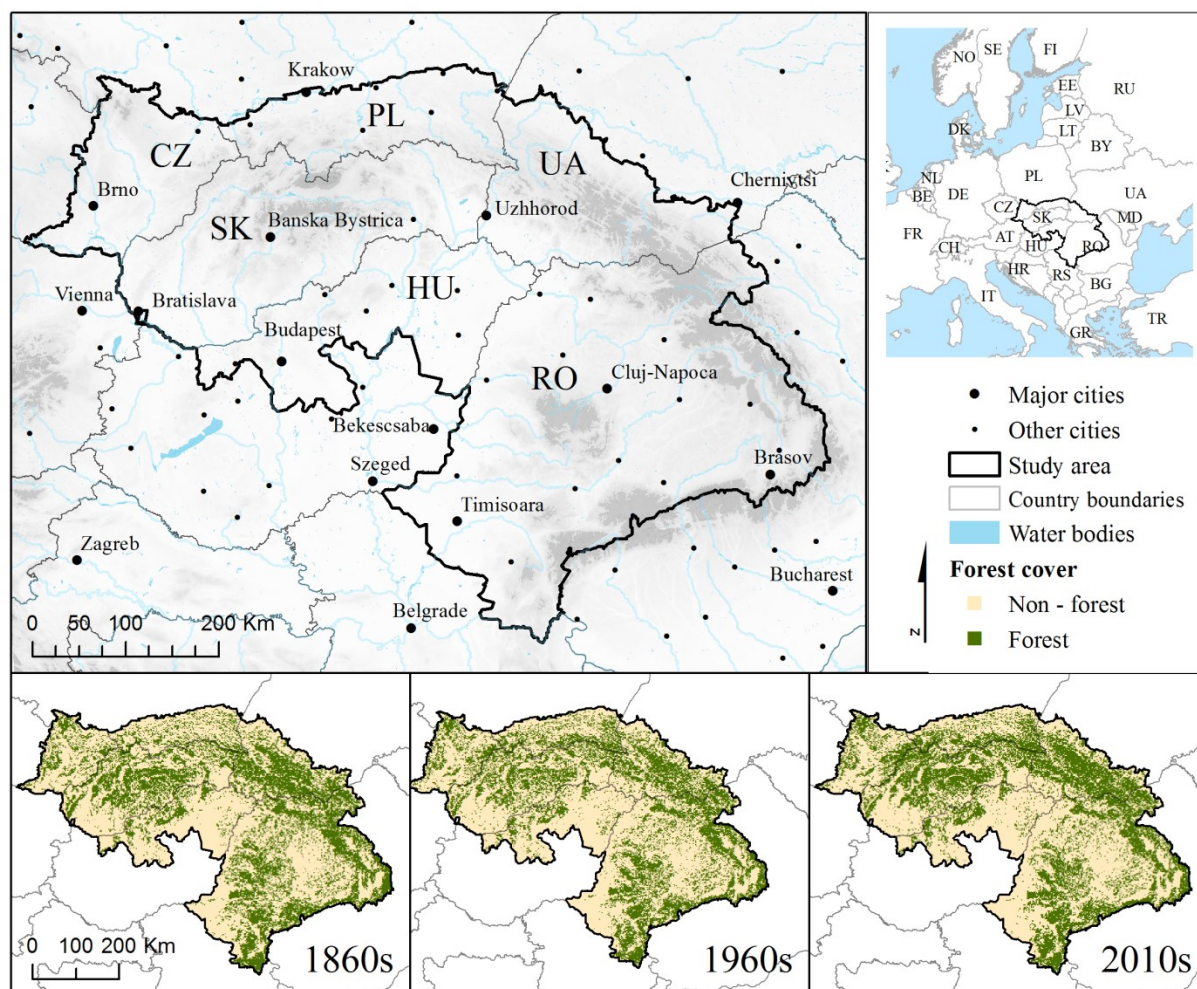 Krakow
PL
CZ
UA
Chernivtsi
Brno
Uzhhorod
Banska Bystrica
SK
HU
Vienna
Bratislava
Budapest
RO
Cluj-Napoca
Bekescsaba
Szeged
Brasov
Timisoara
Zagreb
Bucharest
Belgrade
0 50 100 200 Km
NO
SE
FI
EE
RU
LV
DK
LT
BY
NL
BE
DE
PL
UA
CZ
SK
MD
FR
AT
HU
RO
CH
HR
RS
IT
BG
TR
GR
Major cities
Other cities
Study area
Country boundaries
Water bodies
Forest cover
Non - forest
Forest
N
0 100 200 Km
1860s
1960s
2010s